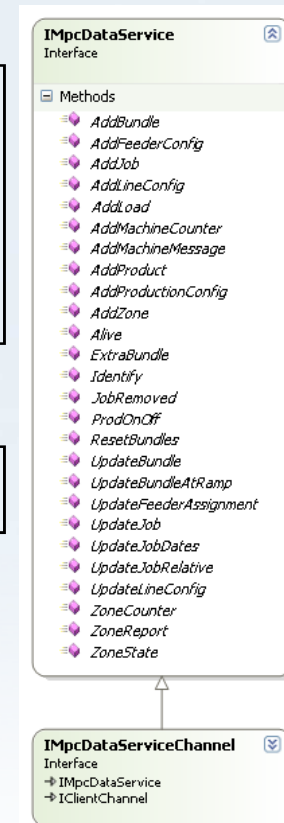 IMpcDataService
Interface
Methods
AddBundle
AddFeederConfig
AddJob
AddLineConfig
AddLoad
AddMachineCounter
AddMachineMessage
AddProduct
AddProductionConfig
AddZone
Alive
ExtraBundle
Identify
JobRemoved
ProdOnOff
ResetBundles
UpdateBundle
UpdateBundleAtRamp
UpdateFeederAssignment
UpdateJob
UpdateJobDates
UpdateJobRelative
UpdateLineConfig
ZoneCounter
ZoneReport
ZoneState
IMpcDataServiceChannel
Interface
IMpcDataService
IClientChannel